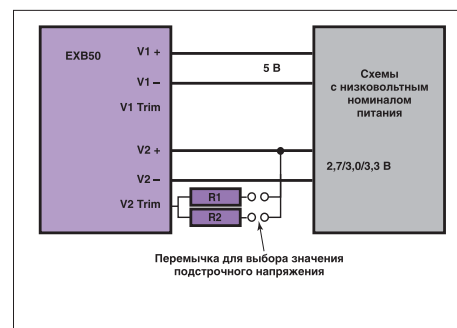 EXB50
V1 +
V1 –
V1 Trim
V2 +
V2 –
V2 Trim
5 В
2,7/3,0/3,3 В
Схемы
с низковольтным
номиналом
питания
R1
R2
Перемычка для выбора значения
подстрочного напряжения